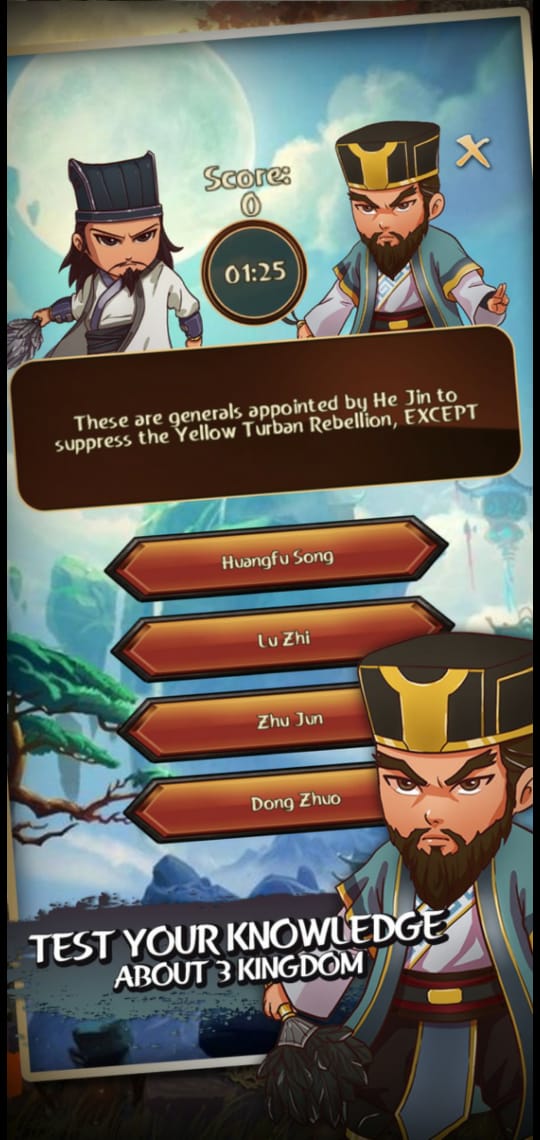 Score:
0
01:25
These are generals appointed by He Jin to
suppress the Yellow Turban Rebellion, EXCEPT
Huangfu Song
Lu Zhi
Zhu Jun
Dong Zhuo
TEST YOUR KNOWLEDGE
ABOUT 3 KINGDOM